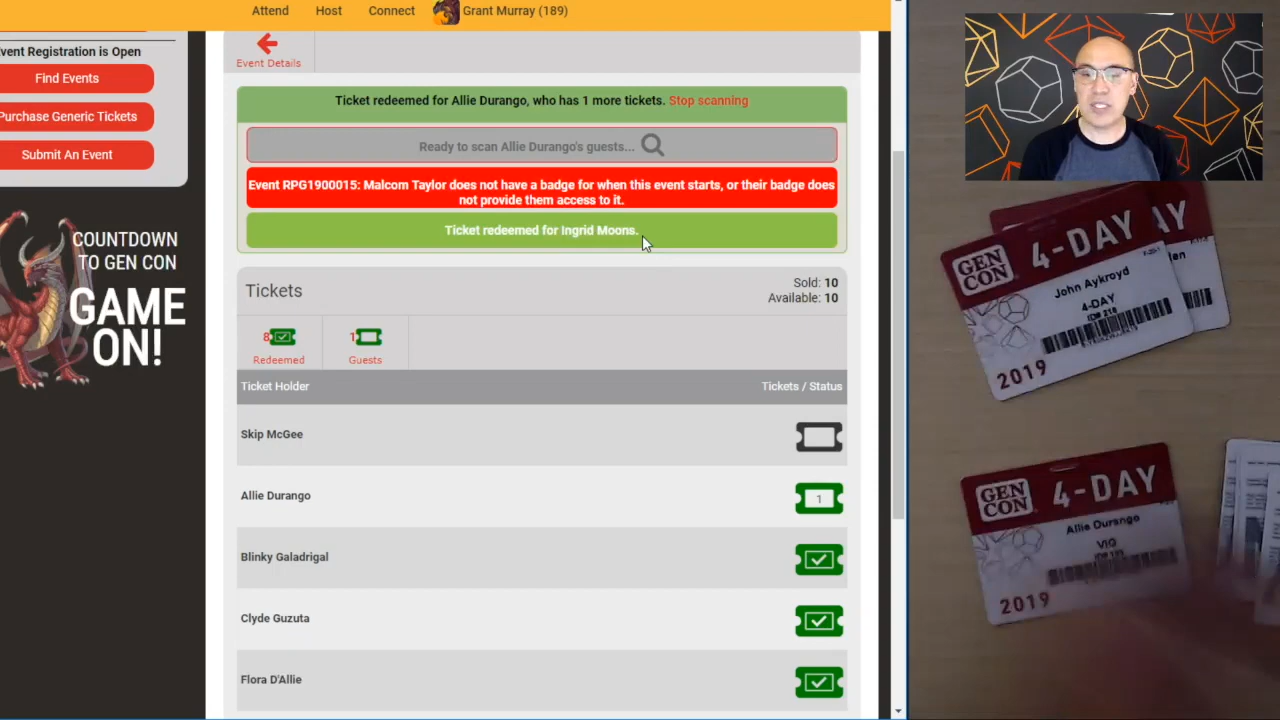 Attend
Host
Connect
Grant Murray (189)
vent Registration is Open
Find Events
Purchase Generic Tickets
Submit An Event
COUNTDOWN
TO GEN CON
GAME
ON!
Event Details
Ticket redeemed for Allie Durango, who has 1 more tickets. Stop scanning
Ready to scan Allie Durango's guests...
Event RPG1900015: Malcom Taylor does not have a badge for when this event starts, or their badge does
not provide them access to it.
Ticket redeemed for Ingrid Moons.
Tickets
Sold: 10
Available: 10
8
Redeemed
1
Guests
Ticket Holder
Tickets / Status
Skip McGee
Allie Durango
1
Blinky Galadrigal
Clyde Guzuta
Flora D'Allie
GEN
CON
4-DAY
John Aykroyd
4-DAY
2019
AY
GEN
CON
4-DAY
Allie Durango
VIG
2019